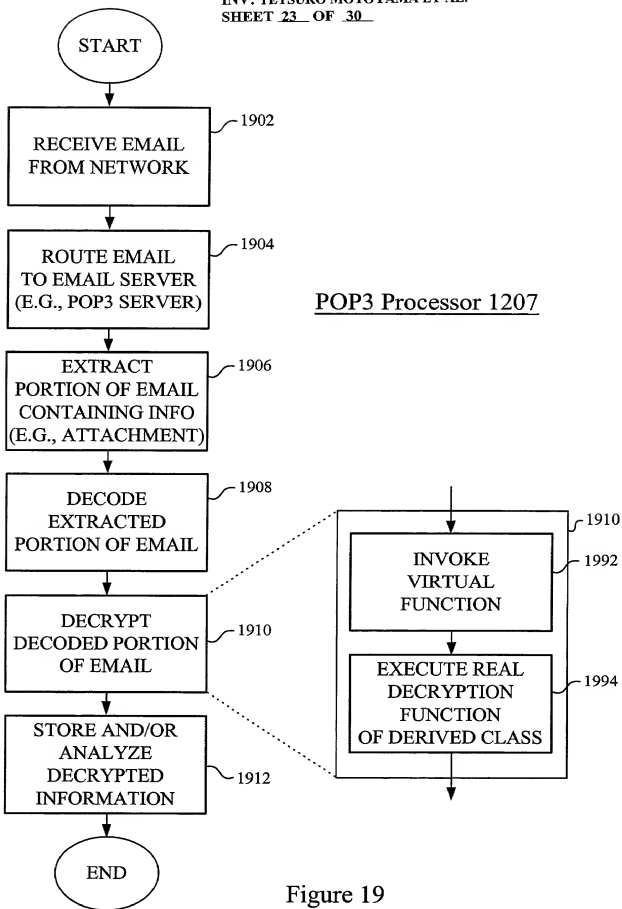 INV: TETSURO MOTOYAMA ET AL.
SHEET 23 OF 30
START
1902
RECEIVE EMAIL
FROM NETWORK
1904
ROUTE EMAIL
TO EMAIL SERVER
(E.G., POP3 SERVER)
POP3 Processor 1207
1906
EXTRACT
PORTION OF EMAIL
CONTAINING INFO
(E.G., ATTACHMENT)
1908
DECODE
EXTRACTED
PORTION OF EMAIL
1910
DECRYPT
DECODED PORTION
OF EMAIL
1910
INVOKE
VIRTUAL
FUNCTION
1992
EXECUTE REAL
DECRYPTION
FUNCTION
OF DERIVED CLASS
1994
STORE AND/OR
ANALYZE
DECRYPTED
INFORMATION
1912
END
Figure 19